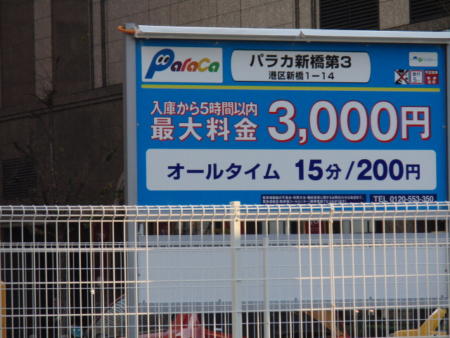 ParaCa
パラカ新橋第3
港区新橋1-14
入庫から5時間以内
最大料金 3,000円
オールタイム 15分/200円
TEL.0120-553-350